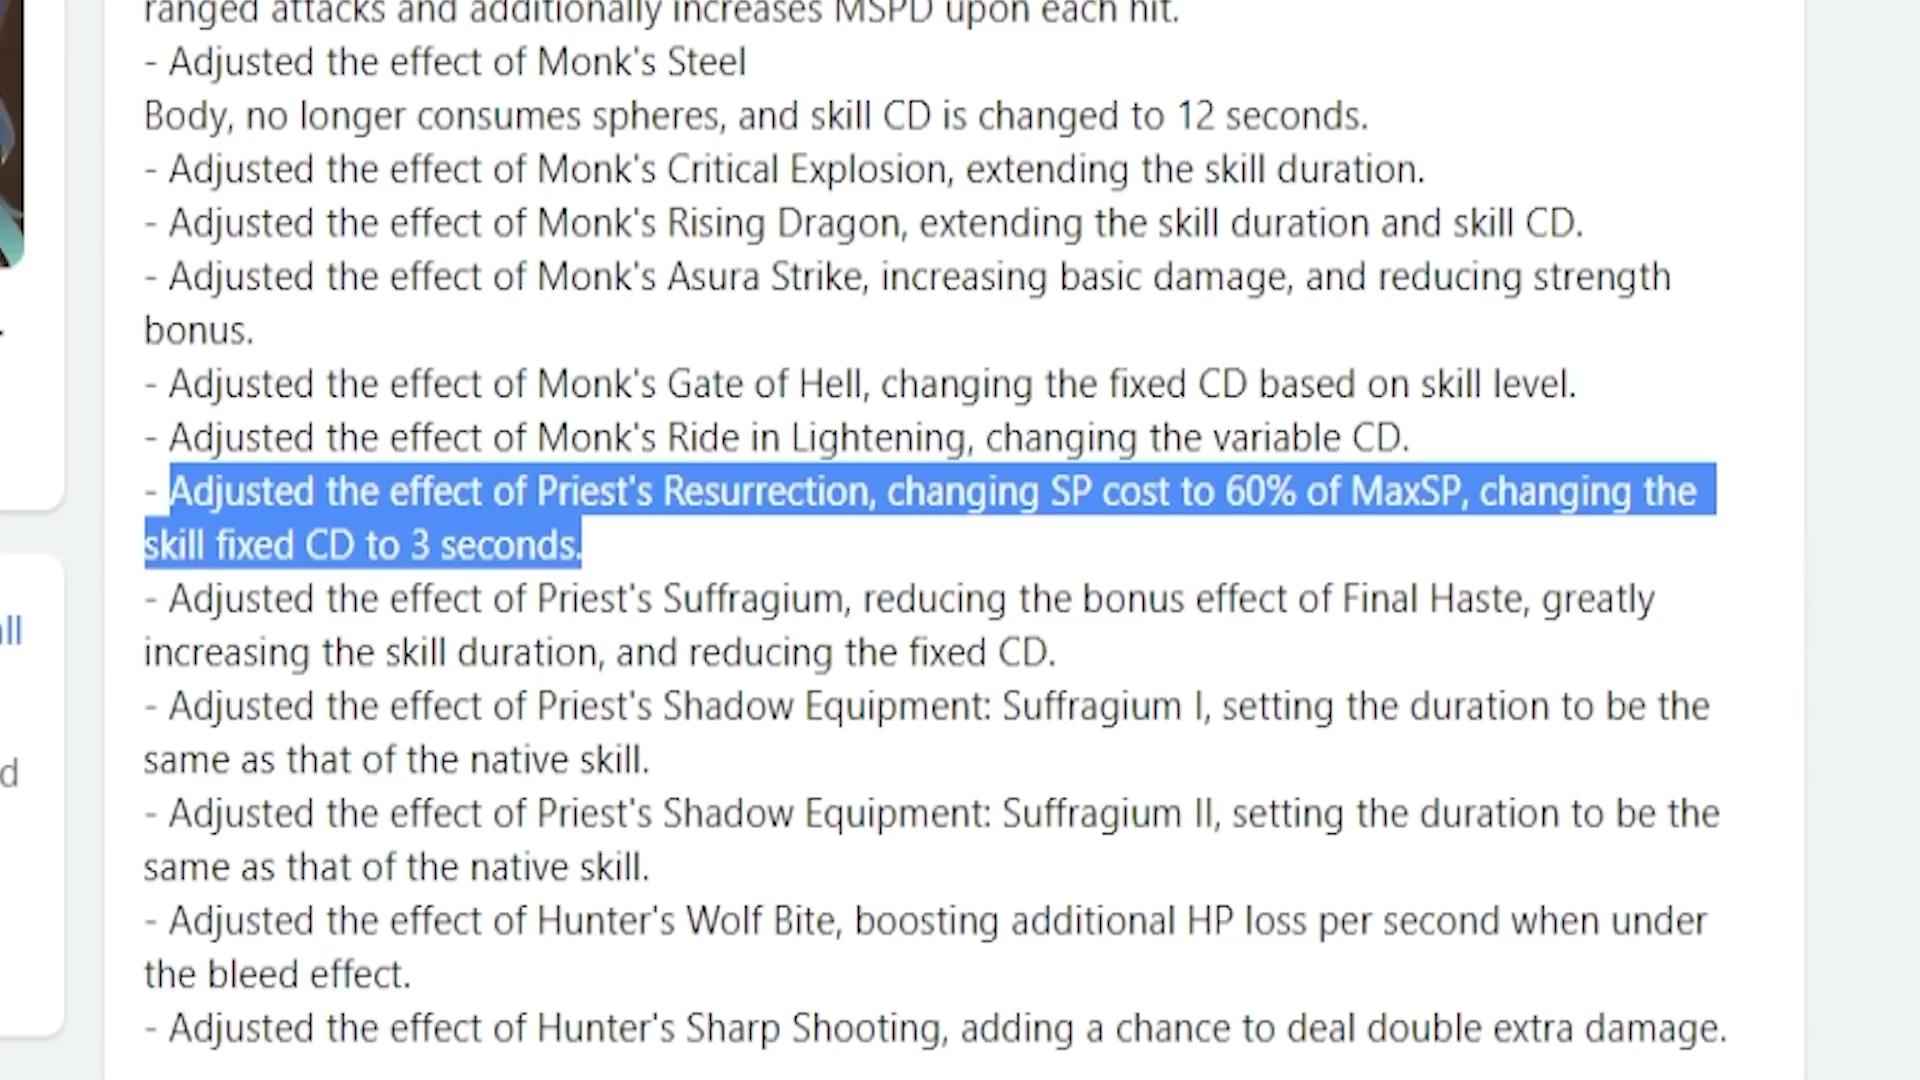 ranged attacks and additionally increases MSPD upon each hit.
- Adjusted the effect of Monk's Steel
Body, no longer consumes spheres, and skill CD is changed to 12 seconds.
- Adjusted the effect of Monk's Critical Explosion, extending the skill duration.
- Adjusted the effect of Monk's Rising Dragon, extending the skill duration and skill CD.
- Adjusted the effect of Monk's Asura Strike, increasing basic damage, and reducing strength
bonus.
- Adjusted the effect of Monk's Gate of Hell, changing the fixed CD based on skill level.
- Adjusted the effect of Monk's Ride in Lightening, changing the variable CD.
- Adjusted the effect of Priest's Resurrection, changing SP cost to 60% of MaxSP, changing the
skill fixed CD to 3 seconds.
- Adjusted the effect of Priest's Suffragium, reducing the bonus effect of Final Haste, greatly
increasing the skill duration, and reducing the fixed CD.
- Adjusted the effect of Priest's Shadow Equipment: Suffragium I, setting the duration to be the
same as that of the native skill.
- Adjusted the effect of Priest's Shadow Equipment: Suffragium II, setting the duration to be the
same as that of the native skill.
- Adjusted the effect of Hunter's Wolf Bite, boosting additional HP loss per second when under
the bleed effect.
- Adjusted the effect of Hunter's Sharp Shooting, adding a chance to deal double extra damage.